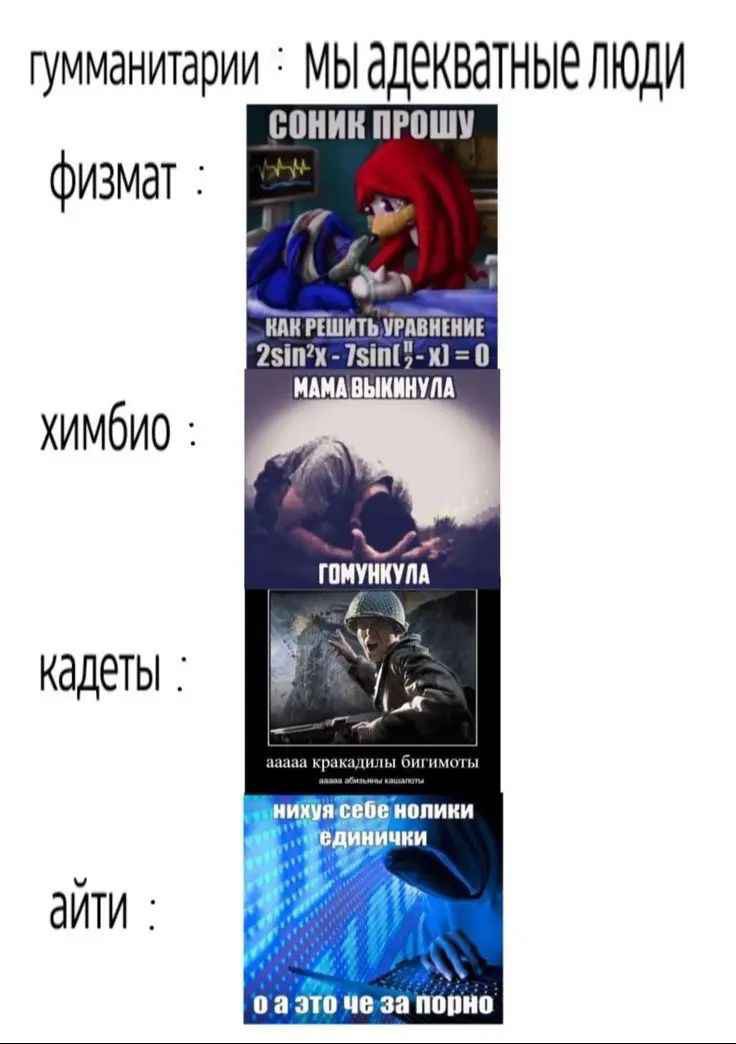 гумманитарии : мы адекватные люди
физмат :
СОНИК ПРОШУ
КАК РЕШИТЬ УРАВНЕНИЕ
2sin²x - 7sin(π/2 - x) = 0
химбио :
МАМА ВЫКИНУЛА
ГОМУНКУЛА
кадеты :
ааааа кракадилы бигимоты
ааааа абизьяны кашалоты
айти :
нихуя себе нолики
единички
о а это че за порно